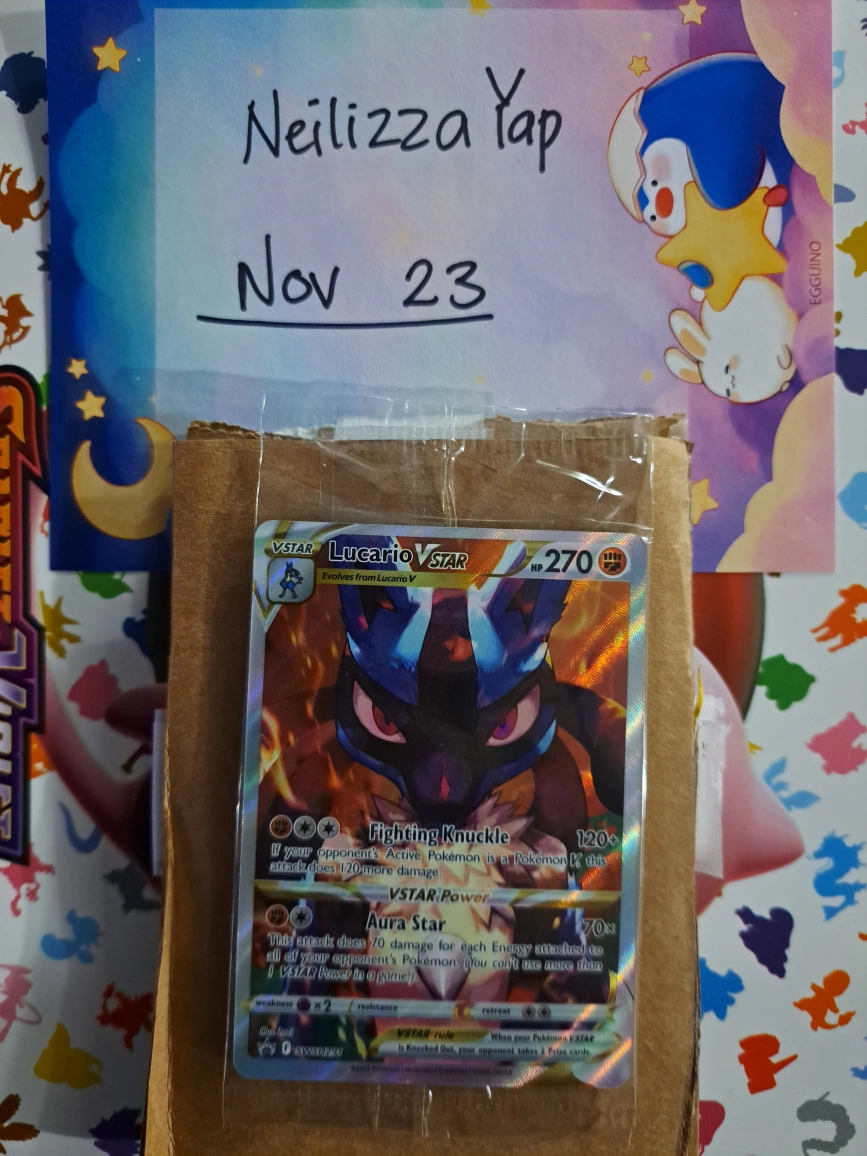 Neilizza Yap
Nov 23
EGGUINO
VSTAR Lucario VSTAR HP 270
Evolves from Lucario V
Fighting Knuckle 120+
If your opponent's Active Pokémon is a Pokémon V, this
attack does 120 more damage.
VSTAR Power
Aura Star 70×
This attack does 70 damage for each Energy attached to
all of your opponent's Pokémon. (You can't use more than
1 VSTAR Power in a game.)
weakness ×2 resistance retreat
VSTAR rule When your Pokémon VSTAR
is Knocked Out, your opponent takes 2 Prize cards.
Illus.
SWSH291
VIOLET